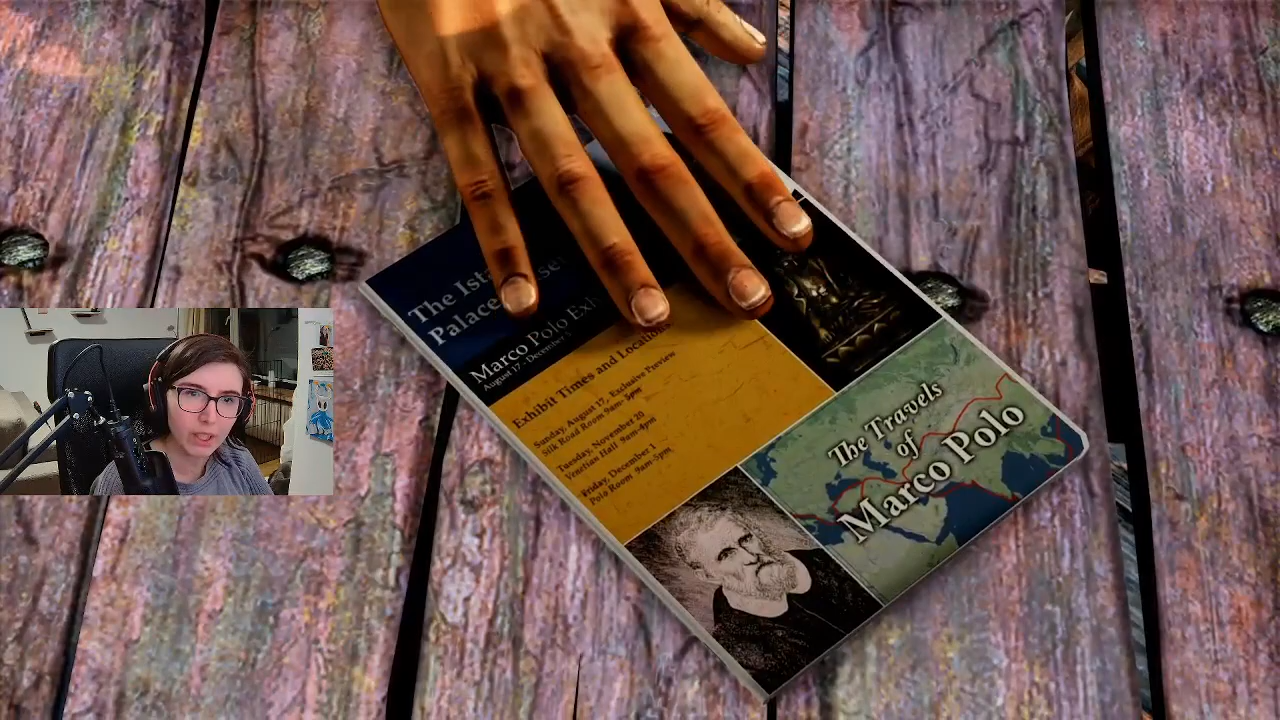 The
Palace
Marco Polo
August 17 - December
Exhibit Times and Locations
Sunday, August 17, Exclusive Preview
Silk Road Room 9am- 5pm
Tuesday, November 20
Venetian Hall 9am-4pm
Friday, December 1
Polo Room 9am-5pm
The Travels
of
Marco Polo